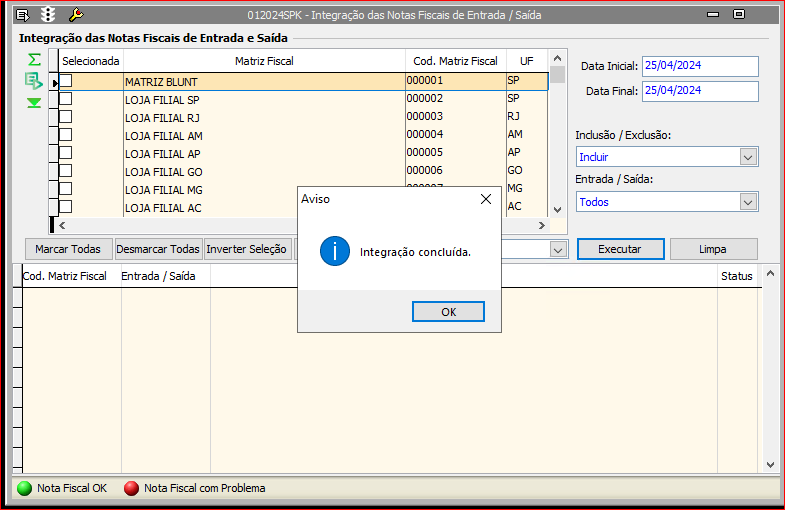 012024SPK - Integração das Notas Fiscais de Entrada / Saída
Integração das Notas Fiscais de Entrada e Saída
Selecionada Matriz Fiscal Cod. Matriz Fiscal UF
MATRIZ BLUNT 000001 SP
LOJA FILIAL SP 000002 SP
LOJA FILIAL RJ 000003 RJ
LOJA FILIAL AM 000004 AM
LOJA FILIAL AP 000005 AP
LOJA FILIAL GO 000006 GO
LOJA FILIAL MG MG
LOJA FILIAL AC AC
Data Inicial: 25/04/2024
Data Final: 25/04/2024
Inclusão / Exclusão:
Incluir
Entrada / Saída:
Todos
Marcar Todas Desmarcar Todas Inverter Seleção Executar Limpa
Aviso
Integração concluída.
OK
Cod. Matriz Fiscal Entrada / Saída Status
Nota Fiscal OK Nota Fiscal com Problema